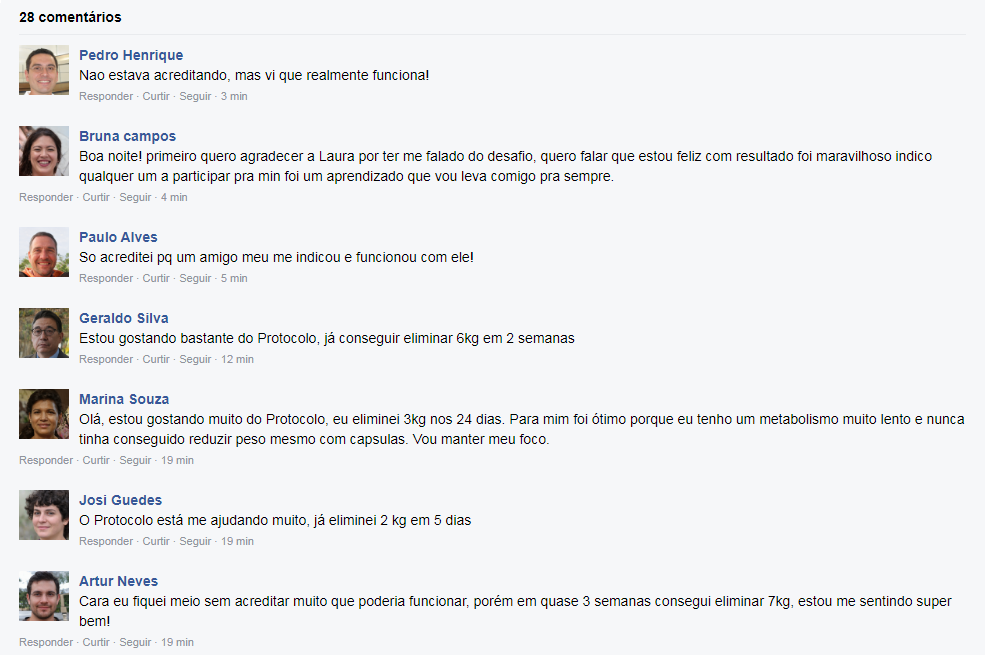 28 comentários
Pedro Henrique
Nao estava acreditando, mas vi que realmente funciona!
Responder · Curtir · Seguir · 3 min
Bruna campos
Boa noite! primeiro quero agradecer a Laura por ter me falado do desafio, quero falar que estou feliz com resultado foi maravilhoso indico
qualquer um a participar pra min foi um aprendizado que vou leva comigo pra sempre.
Responder · Curtir · Seguir · 4 min
Paulo Alves
So acreditei pq um amigo meu me indicou e funcionou com ele!
Responder · Curtir · Seguir · 5 min
Geraldo Silva
Estou gostando bastante do Protocolo, já conseguir eliminar 6kg em 2 semanas
Responder · Curtir · Seguir · 12 min
Marina Souza
Olá, estou gostando muito do Protocolo, eu eliminei 3kg nos 24 dias. Para mim foi ótimo porque eu tenho um metabolismo muito lento e nunca
tinha conseguido reduzir peso mesmo com capsulas. Vou manter meu foco.
Responder · Curtir · Seguir · 19 min
Josi Guedes
O Protocolo está me ajudando muito, já eliminei 2 kg em 5 dias
Responder · Curtir · Seguir · 19 min
Artur Neves
Cara eu fiquei meio sem acreditar muito que poderia funcionar, porém em quase 3 semanas consegui eliminar 7kg, estou me sentindo super
bem!
Responder · Curtir · Seguir · 19 min